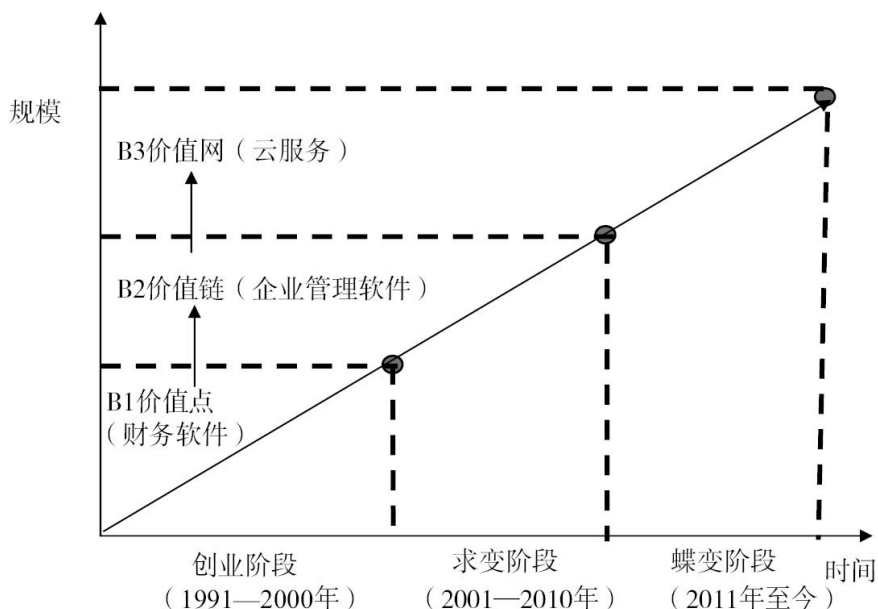 规模
B3价值网（云服务）
B2价值链（企业管理软件）
B1价值点
（财务软件）
创业阶段
（1991—2000年）
求变阶段
（2001—2010年）
蝶变阶段
（2011年至今）
时间